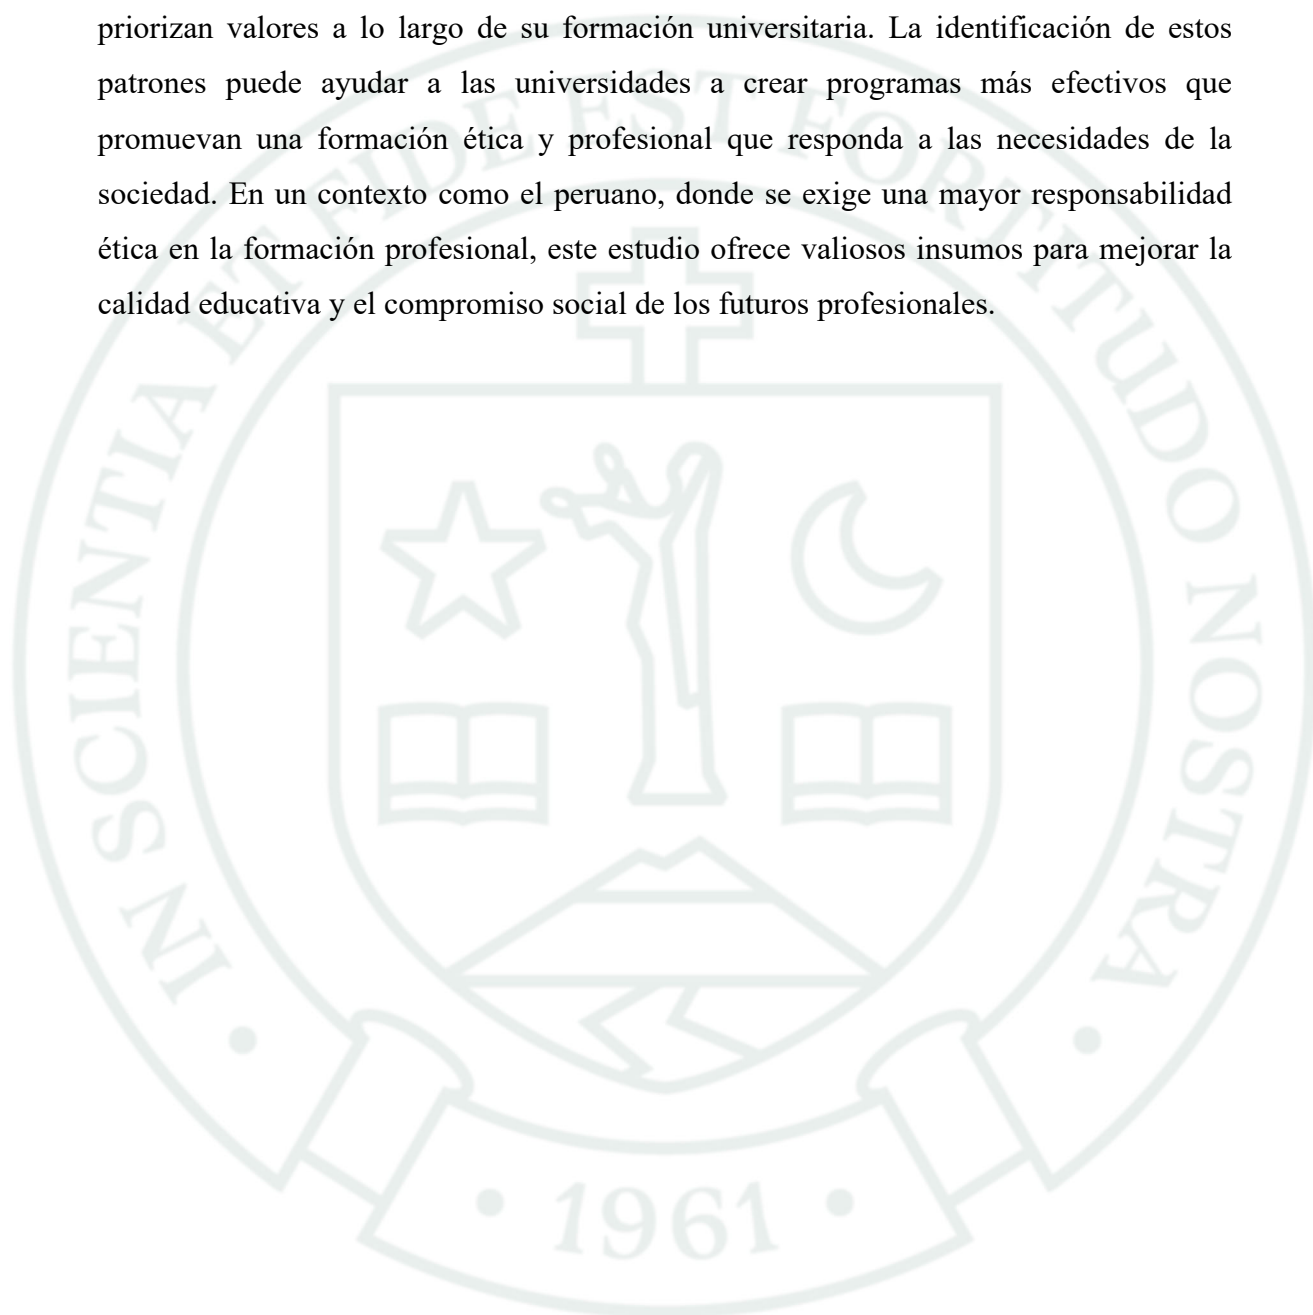 priorizan valores a lo largo de su formación universitaria. La identificación de estos
patrones puede ayudar a las universidades a crear programas más efectivos que
promuevan una formación ética y profesional que responda a las necesidades de la
sociedad. En un contexto como el peruano, donde se exige una mayor responsabilidad
ética en la formación profesional, este estudio ofrece valiosos insumos para mejorar la
calidad educativa y el compromiso social de los futuros profesionales.
IN SCIENTIA ET FIDE EST FORTITUDO NOSTRA
• 1961 •